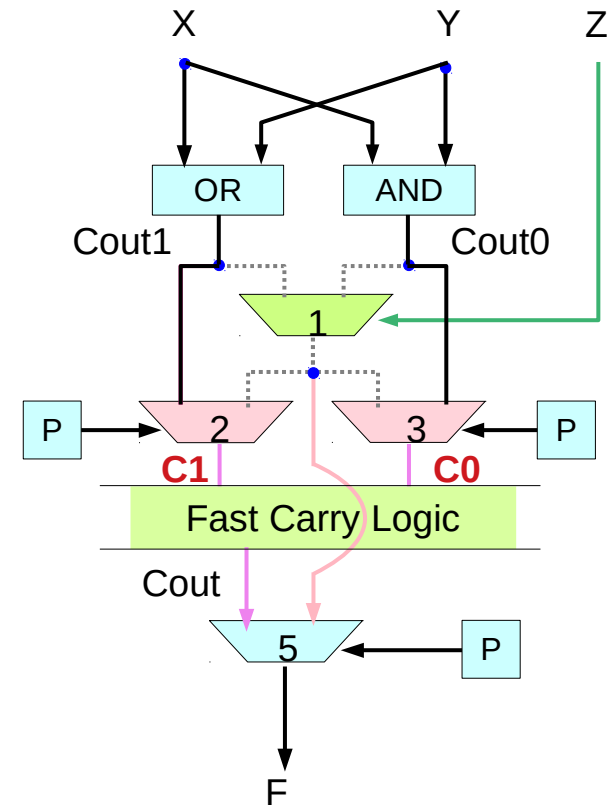 X Y Z
OR AND
Cout1 Cout0
1
P 2 3 P
C1 C0
Fast Carry Logic
Cout
5 P
F